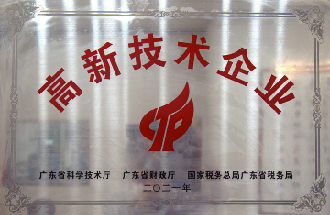 高新技术企业
广东省科学技术厅 广东省财政厅 国家税务总局广东省税务局
二〇二一年